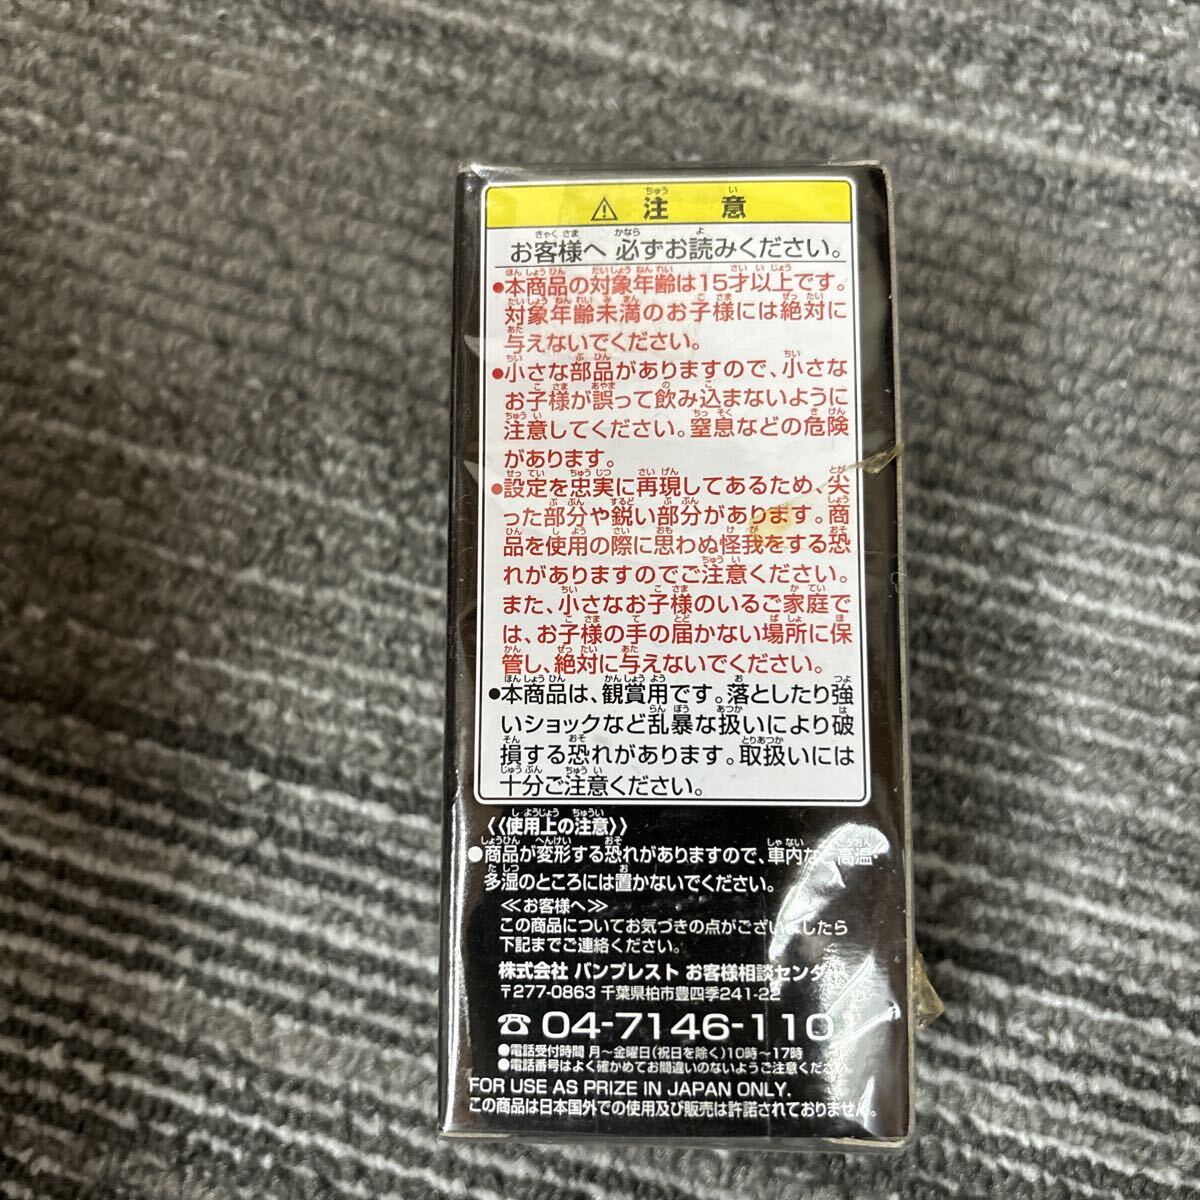 ⚠ 注意
お客様へ 必ずお読みください。
●本商品の対象年齢は15才以上です。
対象年齢未満のお子様には絶対に
与えないでください。
●小さな部品がありますので、小さな
お子様が誤って飲み込まないように
注意してください。窒息などの危険
があります。
●設定を忠実に再現してあるため、尖
った部分や鋭い部分があります。商
品を使用の際に思わぬ怪我をする恐
れがありますのでご注意ください。
また、小さなお子様のいるご家庭で
は、お子様の手の届かない場所に保
管し、絶対に与えないでください。
●本商品は、観賞用です。落としたり強
いショックなど乱暴な扱いにより破
損する恐れがあります。取扱いには
十分ご注意ください。
《使用上の注意》
●商品が変形する恐れがありますので、車内など高温・
多湿のところには置かないでください。
≪お客様へ≫
この商品についてお気づきの点がございましたら
下記までご連絡ください。
株式会社 バンプレスト お客様相談センター
〒277-0863 千葉県柏市豊四季241-22
☎04-7146-1101
●電話受付時間 月〜金曜日(祝日を除く)10時〜17時
●電話番号はよく確かめてお間違いのないようご注意ください。
FOR USE AS PRIZE IN JAPAN ONLY.
この商品は日本国外での使用及び販売は許諾されておりません。